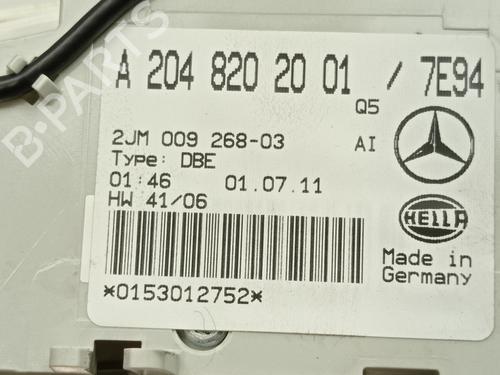 A 204 820 20 01 / 7E94
Q5
2JM 009 268-03 AI
Type: DBE
01:46 01.07.11
HW 41/06
HELLA
Made in
Germany
*0153012752*
B-PARTS